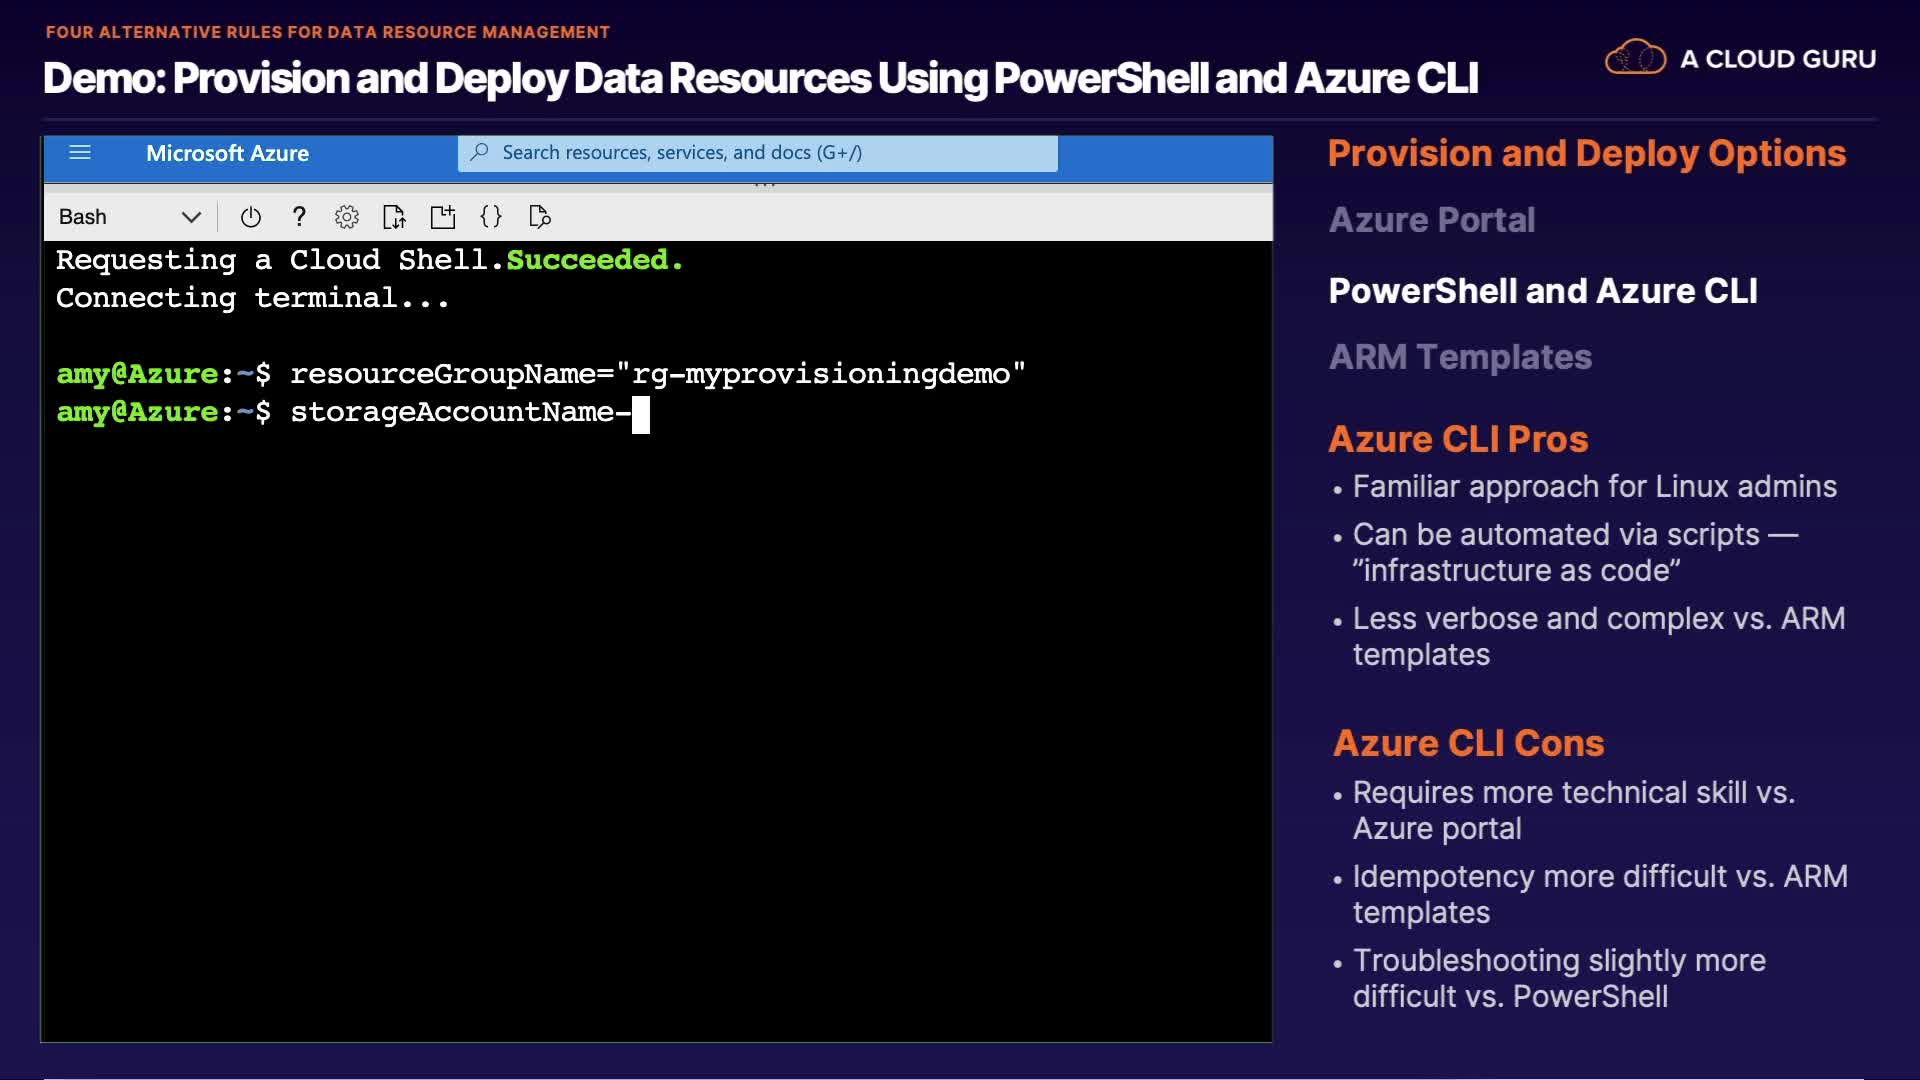 FOUR ALTERNATIVE RULES FOR DATA RESOURCE MANAGEMENT
Demo: Provision and Deploy Data Resources Using PowerShell and Azure CLI
A CLOUD GURU
Microsoft Azure
Search resources, services, and docs (G+/)
Bash
Requesting a Cloud Shell.Succeeded.
Connecting terminal...
amy@Azure:~$ resourceGroupName="rg-myprovisioningdemo"
amy@Azure:~$ storageAccountName-
Provision and Deploy Options
Azure Portal
PowerShell and Azure CLI
ARM Templates
Azure CLI Pros
• Familiar approach for Linux admins
• Can be automated via scripts —
”infrastructure as code”
• Less verbose and complex vs. ARM
templates
Azure CLI Cons
• Requires more technical skill vs.
Azure portal
• Idempotency more difficult vs. ARM
templates
• Troubleshooting slightly more
difficult vs. PowerShell